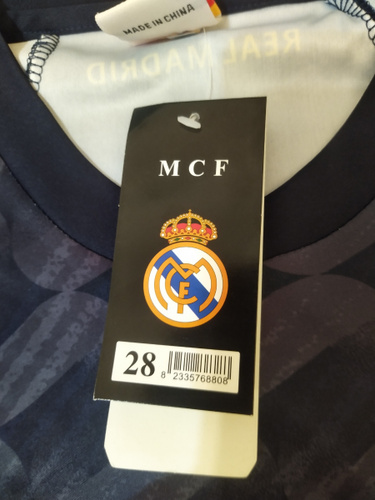 MADE IN CHINA
REAL MADRID
M C F
MCF
28
8 2335768808